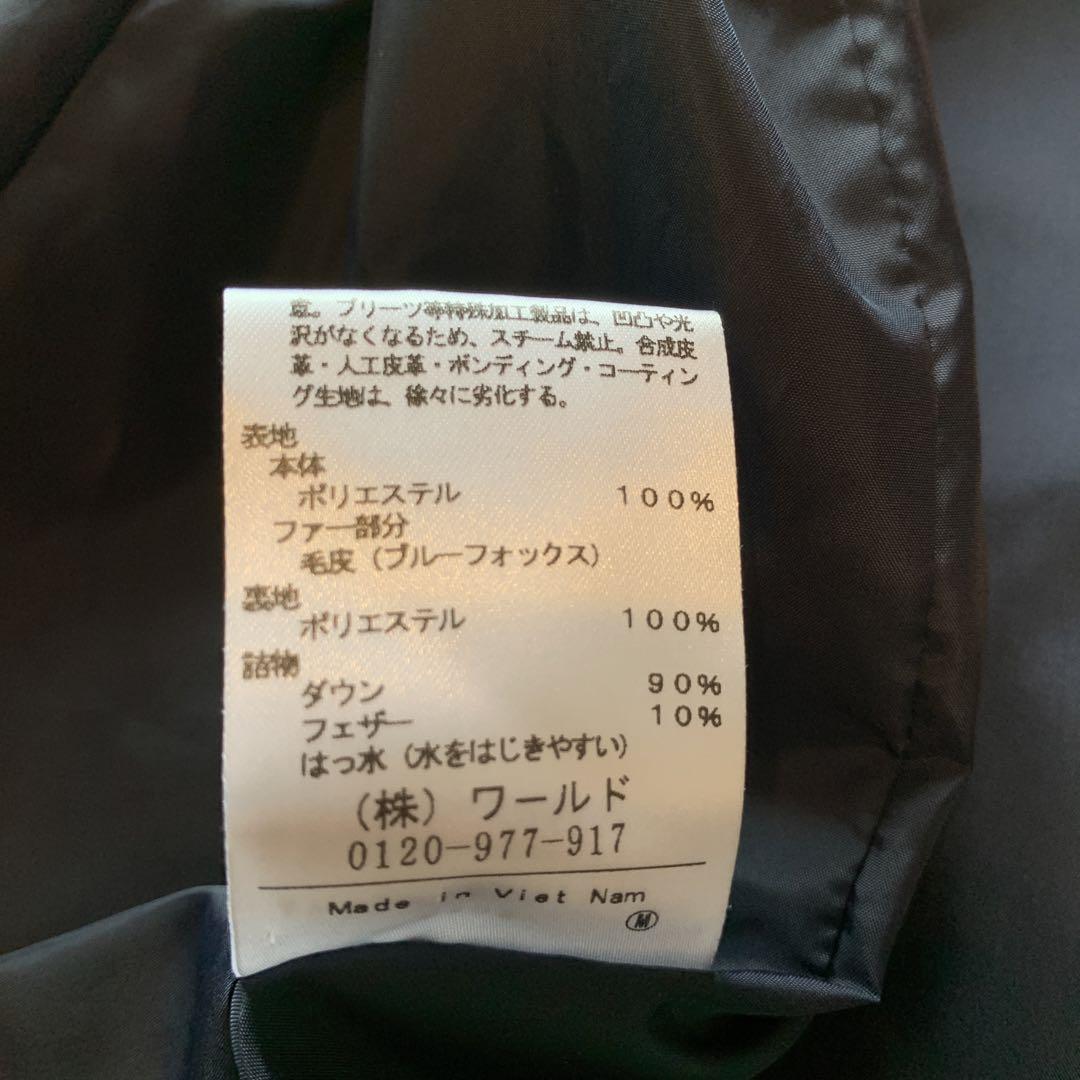 意。プリーツ等特殊加工製品は、凹凸や光
沢がなくなるため、スチーム禁止。合成皮
革・人工皮革・ボンディング・コーティン
グ生地は、徐々に劣化する。
表地
本体
ポリエステル 100%
ファー部分
毛皮(ブルーフォックス)
裏地
ポリエステル 100%
詰物
ダウン 90%
フェザー 10%
はっ水(水をはじきやすい)
(株)ワールド
0120-977-917
Made in Viet Nam
M